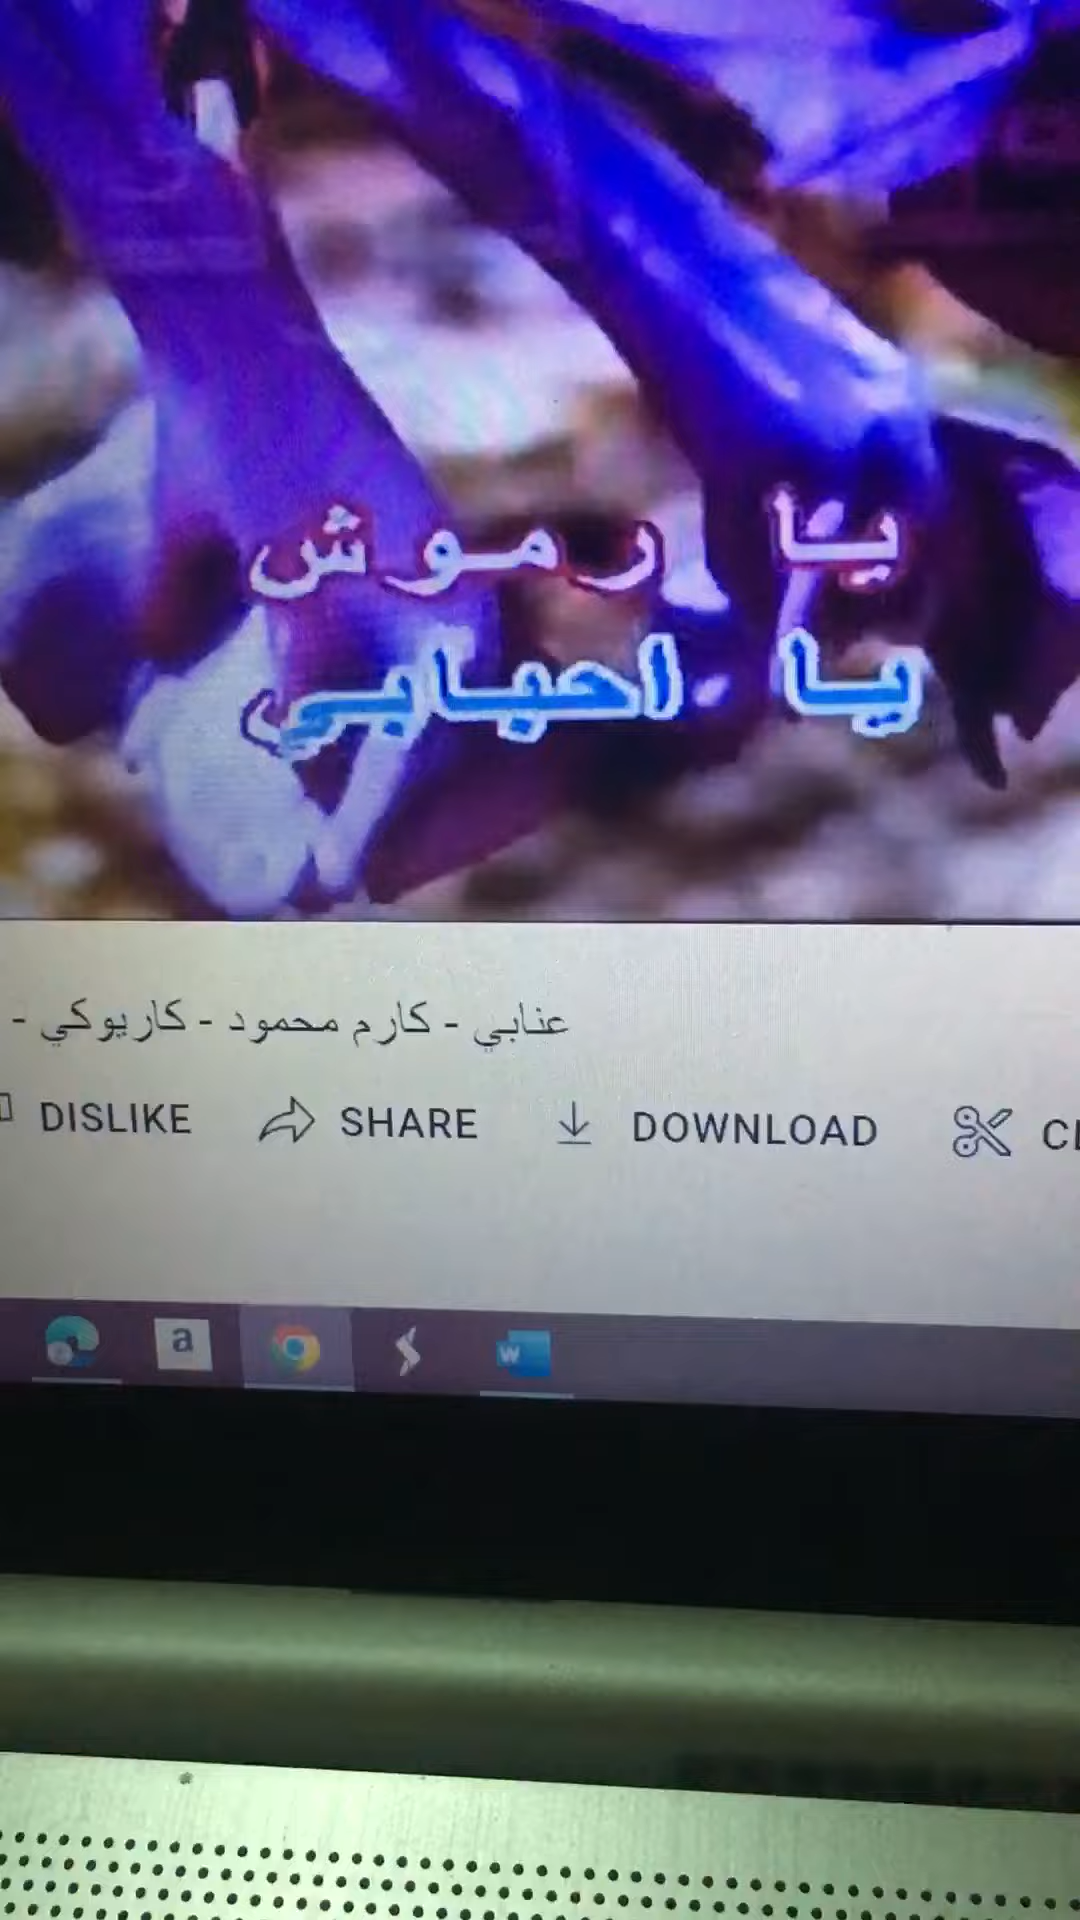 يا رموش
يا احبابي
عنابي - كارم محمود - كاريوكي -
DISLIKE SHARE DOWNLOAD
a
W